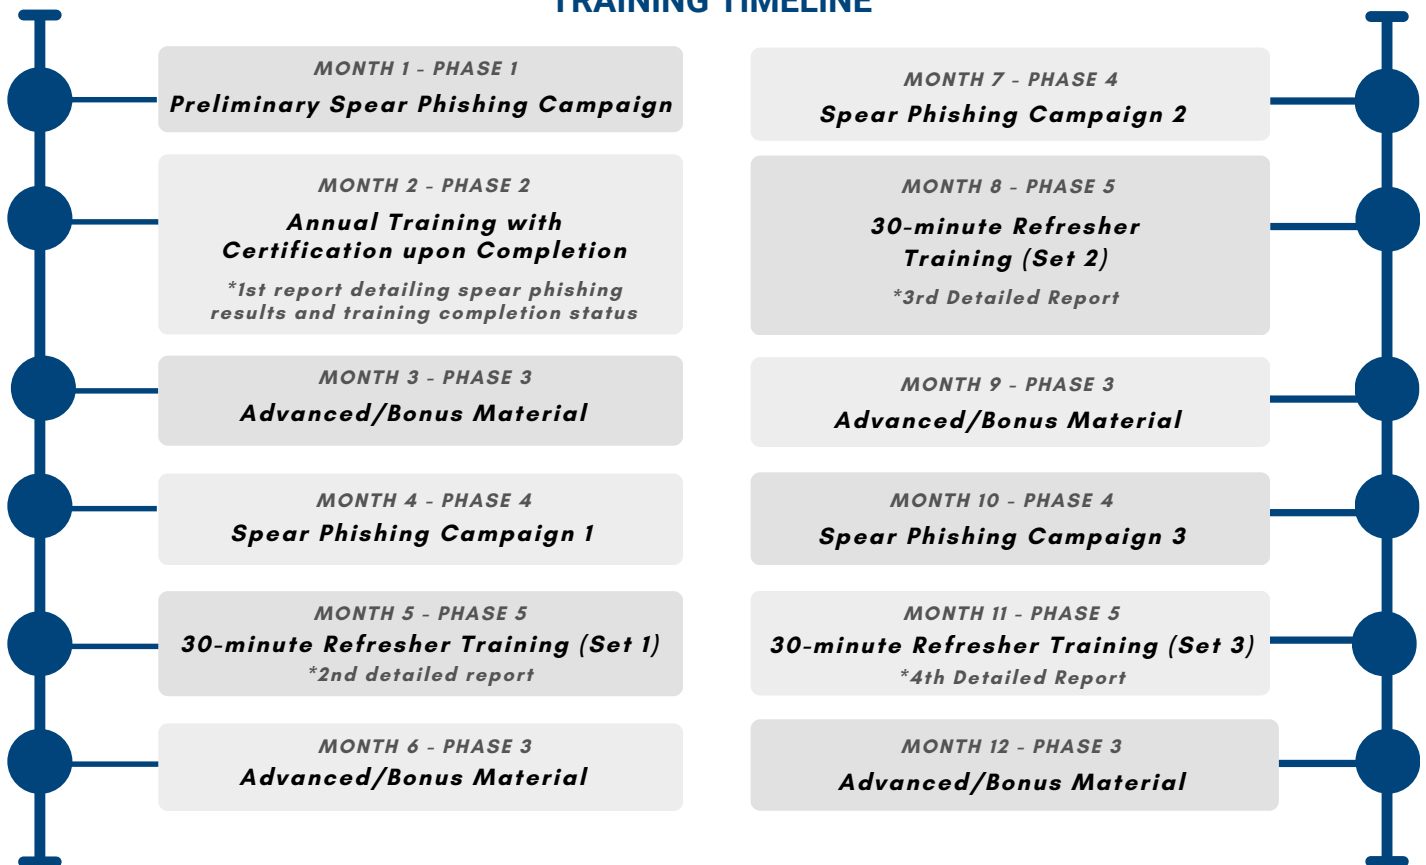 TRAINING TIMELINE
MONTH 1 - PHASE 1
Preliminary Spear Phishing Campaign
MONTH 2 - PHASE 2
Annual Training with
Certification upon Completion
*1st report detailing spear phishing
results and training completion status
MONTH 3 - PHASE 3
Advanced/Bonus Material
MONTH 4 - PHASE 4
Spear Phishing Campaign 1
MONTH 5 - PHASE 5
30-minute Refresher Training (Set 1)
*2nd detailed report
MONTH 6 - PHASE 3
Advanced/Bonus Material
MONTH 7 - PHASE 4
Spear Phishing Campaign 2
MONTH 8 - PHASE 5
30-minute Refresher
Training (Set 2)
*3rd Detailed Report
MONTH 9 - PHASE 3
Advanced/Bonus Material
MONTH 10 - PHASE 4
Spear Phishing Campaign 3
MONTH 11 - PHASE 5
30-minute Refresher Training (Set 3)
*4th Detailed Report
MONTH 12 - PHASE 3
Advanced/Bonus Material